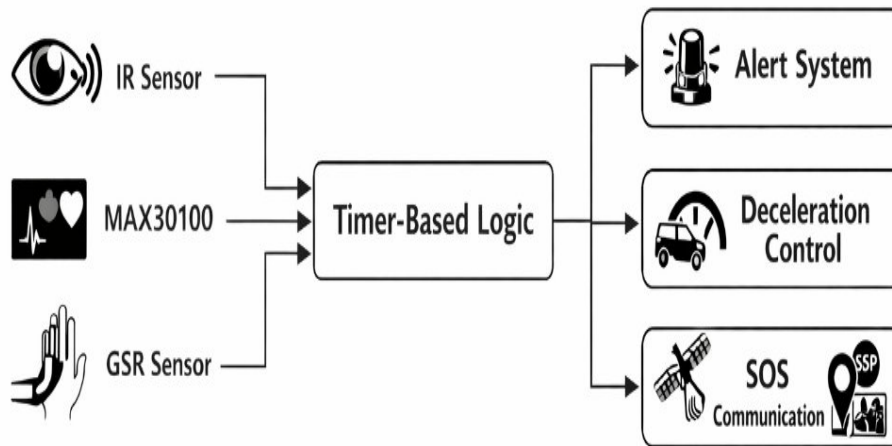 IR Sensor
MAX30100
GSR Sensor
Timer-Based Logic
Alert System
Deceleration
Control
SOS
Communication
SSP